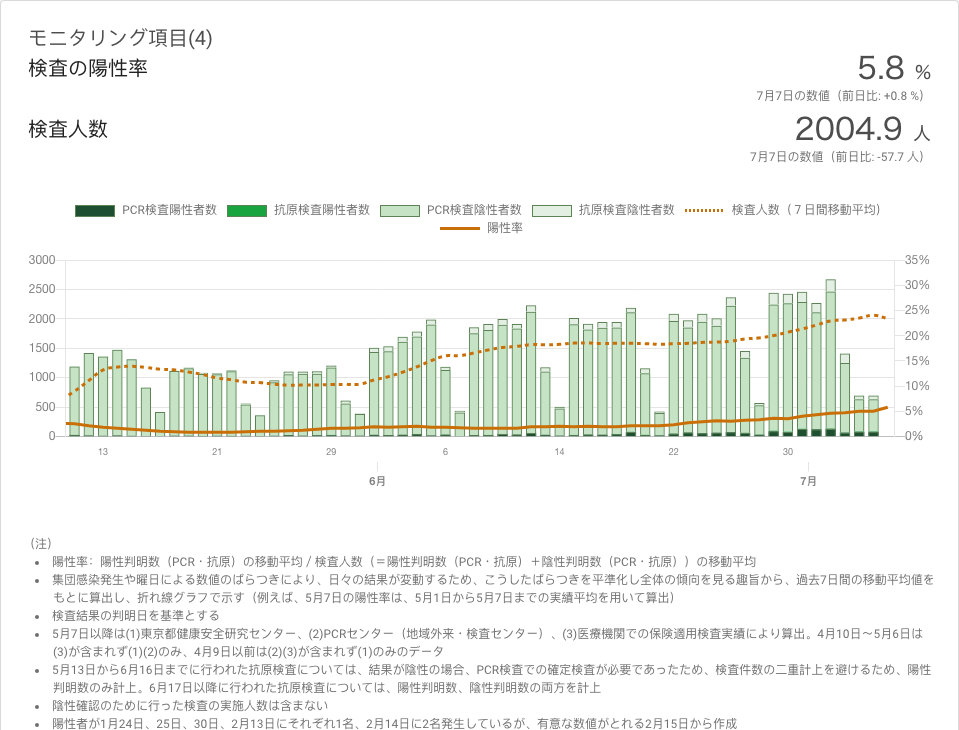 モニタリング項目(4)
検査の陽性率
5.8 %
7月7日の数値（前日比: +0.8 %）
検査人数
2004.9 人
7月7日の数値（前日比: -57.7 人）
PCR検査陽性者数 抗原検査陽性者数 PCR検査陰性者数 抗原検査陰性者数 検査人数（７日間移動平均）
陽性率
3000 35%
2500 30%
2000 25%
1500 20%
1000 15%
500 10%
0 5%
0%
13 21 29 6 14 22 30
6月 7月
（注）
• 陽性率：陽性判明数（PCR・抗原）の移動平均 / 検査人数（＝陽性判明数（PCR・抗原）＋陰性判明数（PCR・抗原））の移動平均
• 集団感染発生や曜日による数値のばらつきにより、日々の結果が変動するため、こうしたばらつきを平準化し全体の傾向を見る趣旨から、過去7日間の移動平均値を
もとに算出し、折れ線グラフで示す（例えば、5月7日の陽性率は、5月1日から5月7日までの実績平均を用いて算出）
• 検査結果の判明日を基準とする
• 5月7日以降は(1)東京都健康安全研究センター、(2)PCRセンター（地域外来・検査センター）、(3)医療機関での保険適用検査実績により算出。4月10日～5月6日は
(3)が含まれず(1)(2)のみ、4月9日以前は(2)(3)が含まれず(1)のみのデータ
• 5月13日から6月16日までに行われた抗原検査については、結果が陰性の場合、PCR検査での確定検査が必要であったため、検査件数の二重計上を避けるため、陽性
判明数のみ計上。6月17日以降に行われた抗原検査については、陽性判明数、陰性判明数の両方を計上
• 陰性確認のために行った検査の実施人数は含まない
• 陽性者が1月24日、25日、30日、2月13日にそれぞれ1名、2月14日に2名発生しているが、有意な数値がとれる2月15日から作成